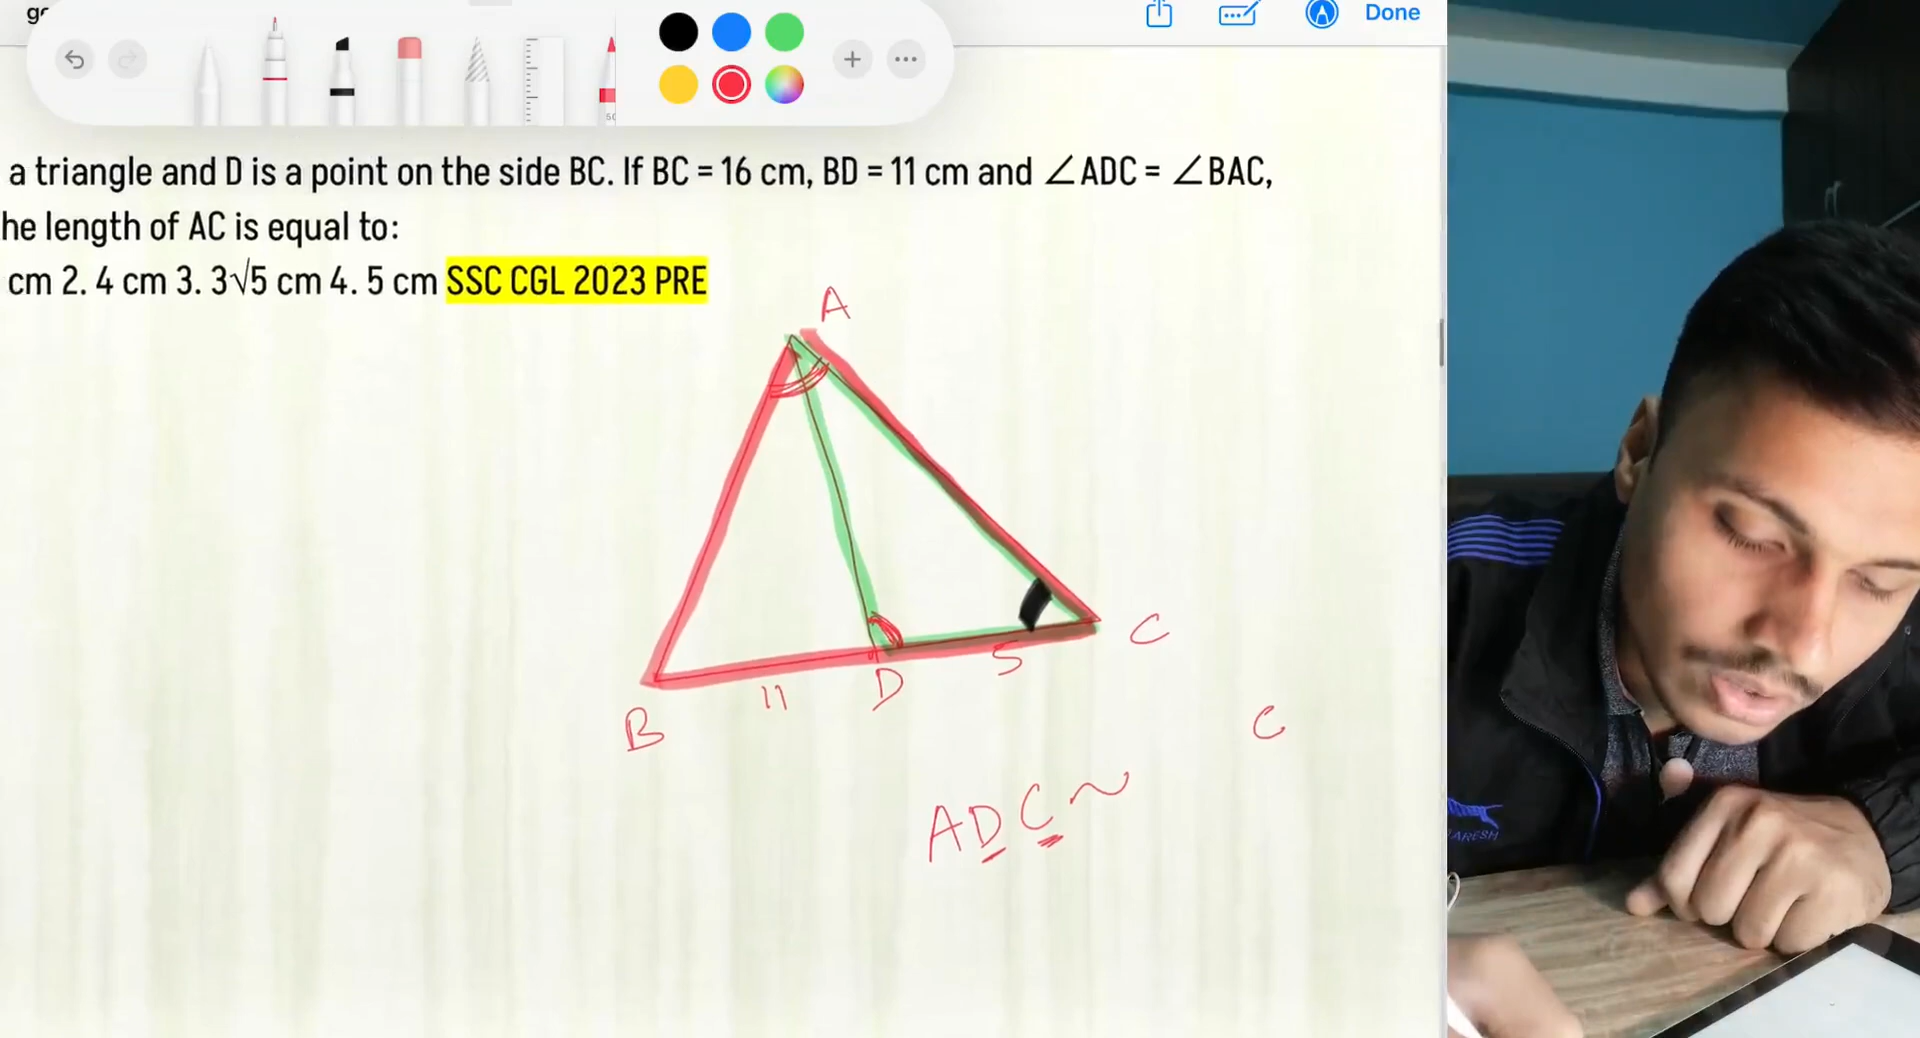 Done
a triangle and D is a point on the side BC. If BC = 16 cm, BD = 11 cm and ∠ADC = ∠BAC,
he length of AC is equal to:
cm 2. 4 cm 3. 3√5 cm 4. 5 cm SSC CGL 2023 PRE
A
C
5
D
11
B
C
ADC ~
ARESH